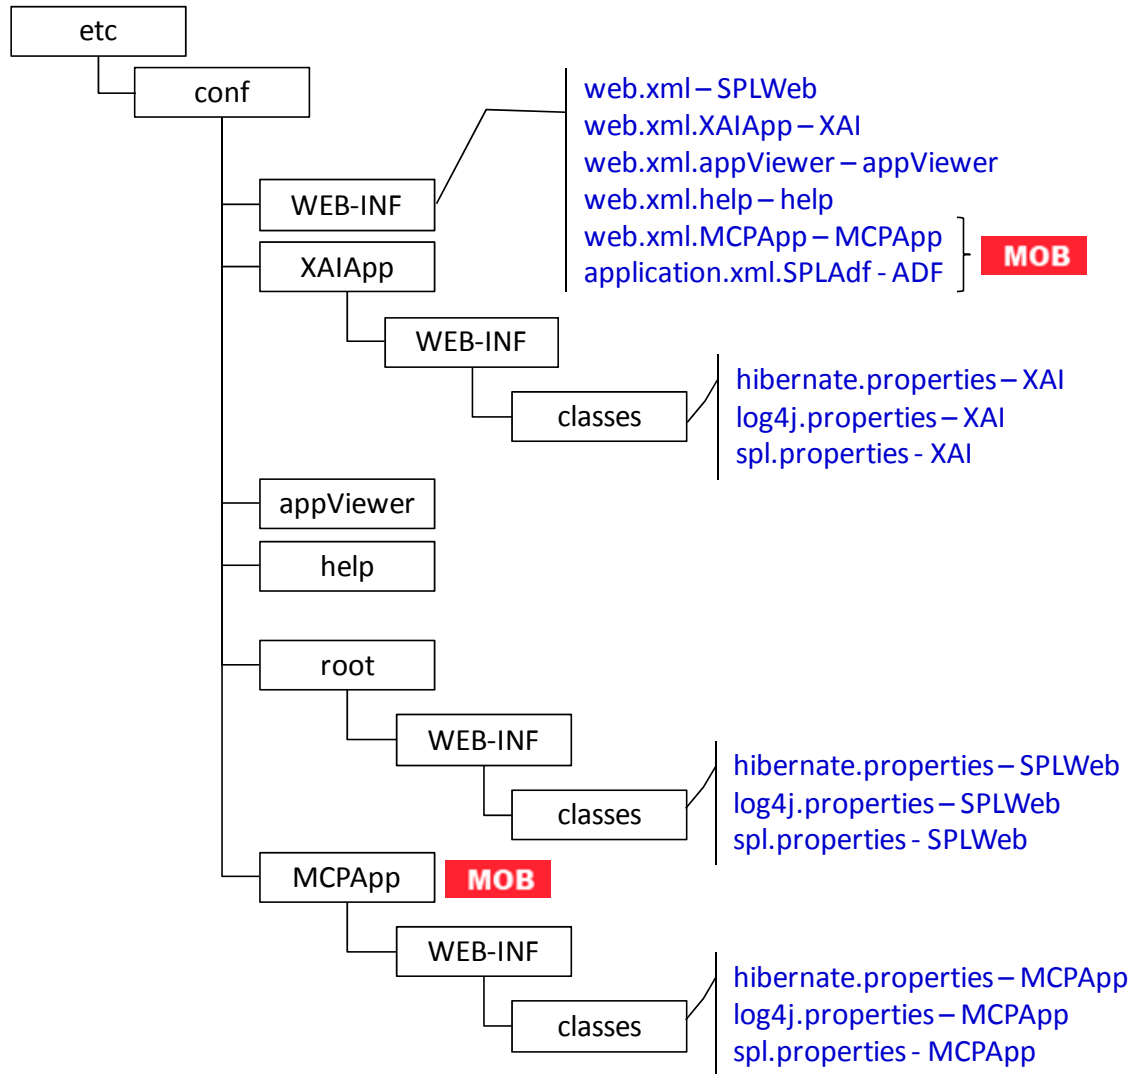 etc
conf
web.xml – SPLWeb
web.xml.XAIApp – XAI
web.xml.appViewer – appViewer
WEB-INF
web.xml.help – help
web.xml.MCPApp – MCPApp
MOB
XAIApp
application.xml.SPLAdf - ADF
WEB-INF
hibernate.properties – XAI
classes
log4j.properties – XAI
spl.properties - XAI
appViewer
help
root
WEB-INF
hibernate.properties – SPLWeb
classes
log4j.properties – SPLWeb
spl.properties - SPLWeb
MCPApp
MOB
WEB-INF
hibernate.properties – MCPApp
classes
log4j.properties – MCPApp
spl.properties - MCPApp